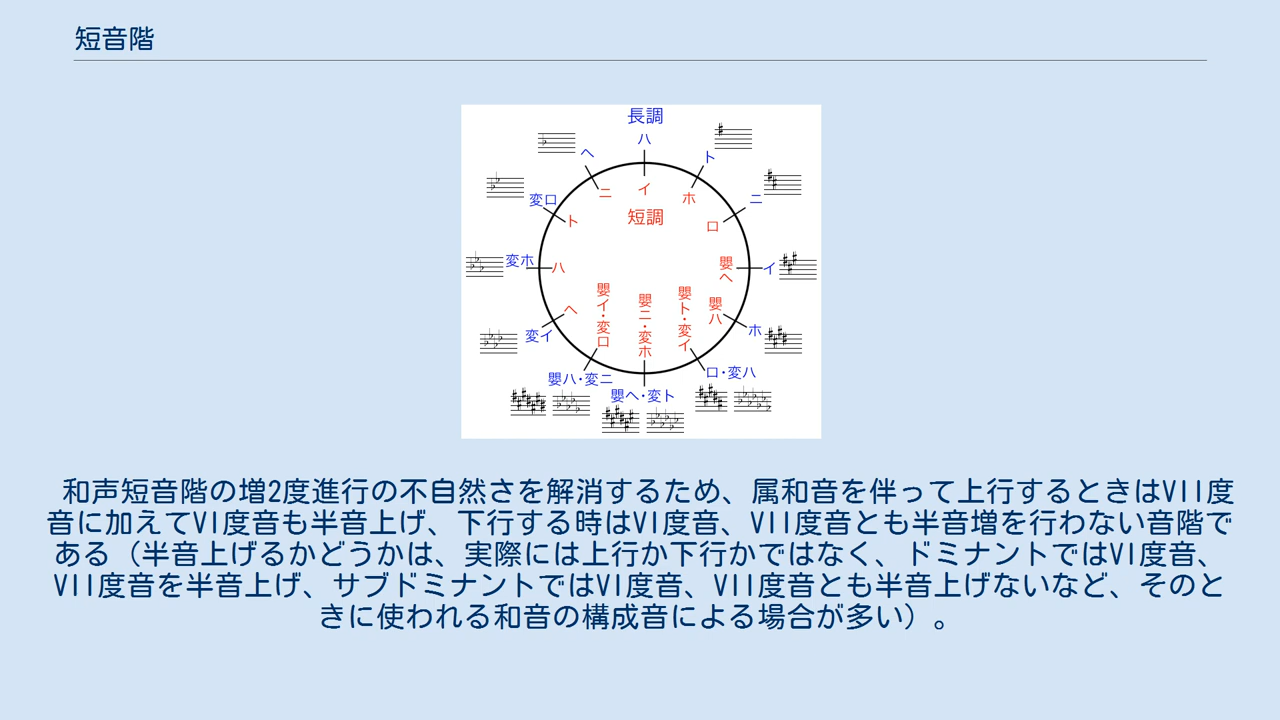 短音階
長調
ハ
ヘ
ト
ニ
イ
ホ
短調
変ロ
ト
ロ
ニ
変ホ
ハ
嬰ヘ
イ
変イ
ヘ
嬰イ・変ロ
嬰ニ・変ホ
嬰ト・変イ
嬰ハ
ホ
嬰ハ・変ニ
嬰ヘ・変ト
ロ・変ハ
和声短音階の増2度進行の不自然さを解消するため、属和音を伴って上行するときはVII度
音に加えてVI度音も半音上げ、下行する時はVI度音、VII度音とも半音増を行わない音階で
ある（半音上げるかどうかは、実際には上行か下行かではなく、ドミナントではVI度音、
VII度音を半音上げ、サブドミナントではVI度音、VII度音とも半音上げないなど、そのと
きに使われる和音の構成音による場合が多い）。